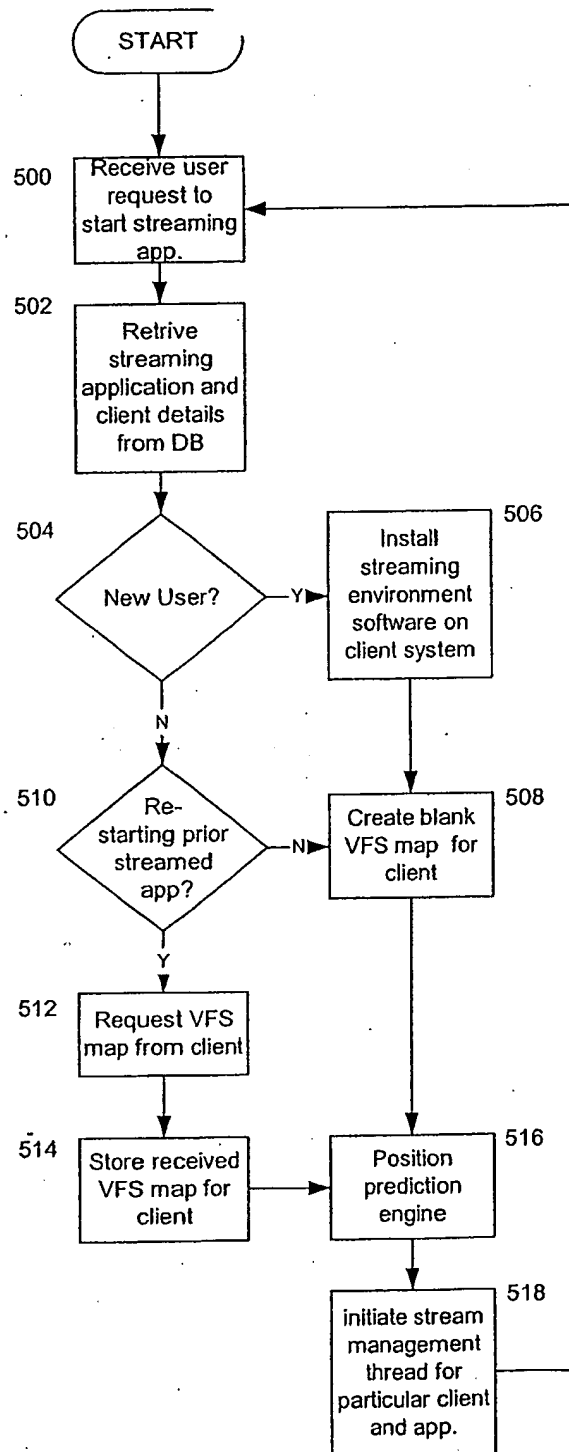 START
500
Receive user
request to
start streaming
app.
502
Retrive
streaming
application and
client details
from DB
504
New User?
Y
506
Install
streaming
environment
software on
client system
N
510
Re-
starting prior
streamed
app?
N
508
Create blank
VFS map for
client
Y
512
Request VFS
map from client
514
Store received
VFS map for
client
516
Position
prediction
engine
518
initiate stream
management
thread for
particular client
and app.